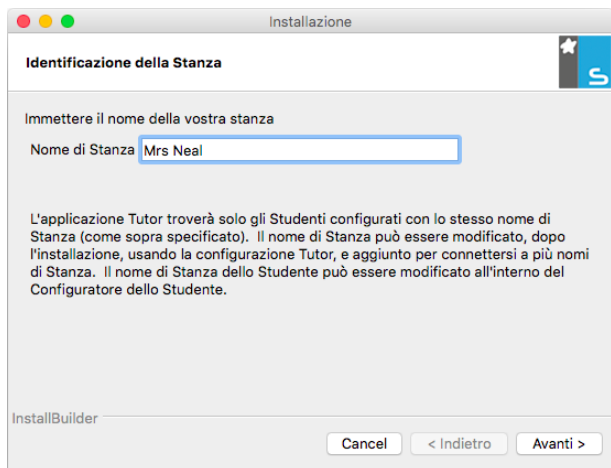 Installazione
Identificazione della Stanza
S
Immettere il nome della vostra stanza
Nome di Stanza Mrs Neal
L'applicazione Tutor troverà solo gli Studenti configurati con lo stesso nome di
Stanza (come sopra specificato). Il nome di Stanza può essere modificato, dopo
l'installazione, usando la configurazione Tutor, e aggiunto per connettersi a più nomi
di Stanza. Il nome di Stanza dello Studente può essere modificato all'interno del
Configuratore dello Studente.
InstallBuilder
Cancel < Indietro Avanti >